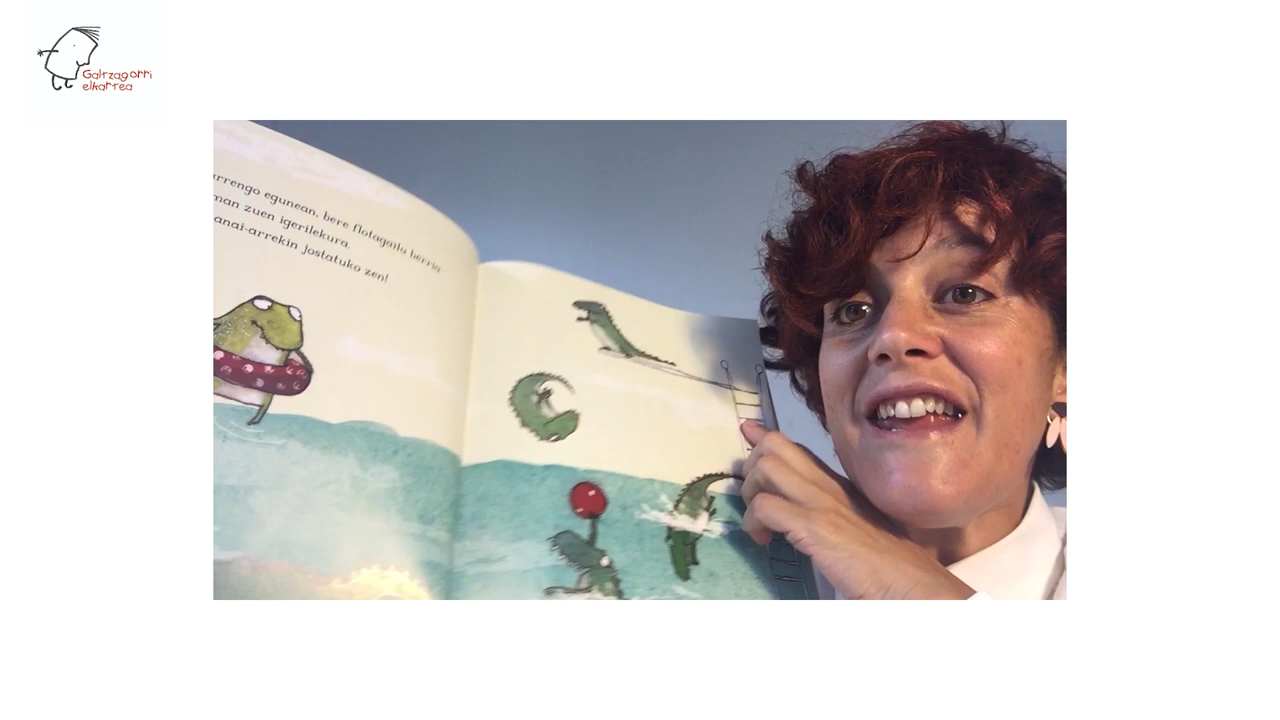 Galtzagorri
elkartea
rrengo egunean, bere flotagailu berria
man zuen igerilekura.
anai-arrekin jostatuko zen!